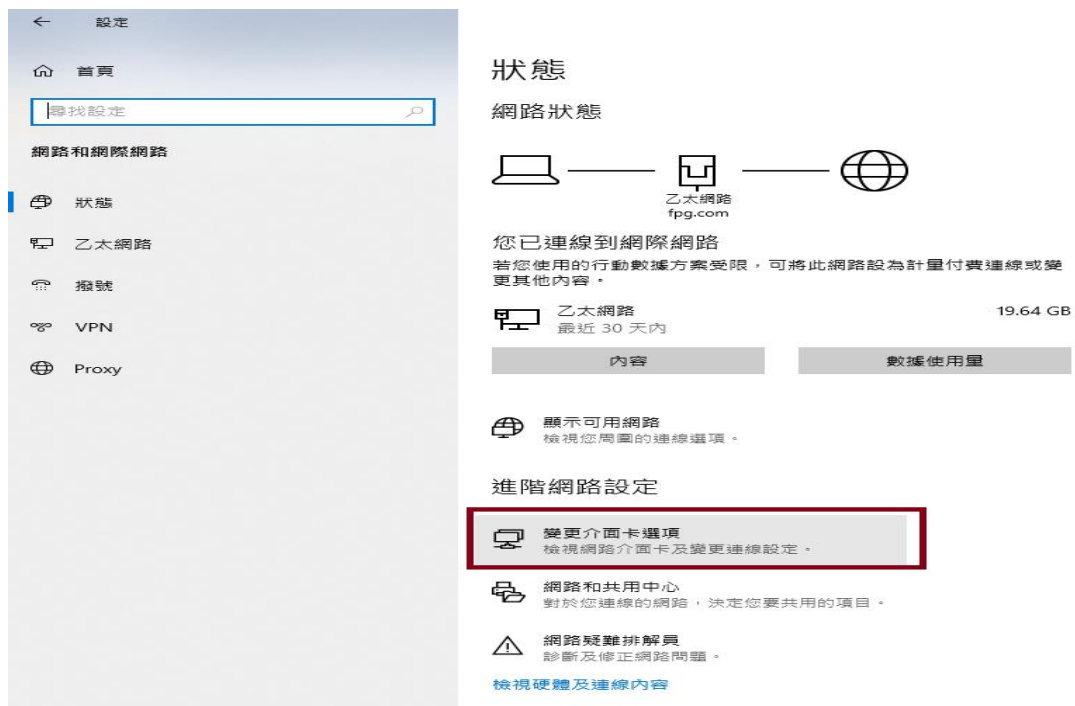 設定
首頁
尋找設定
網路和網際網路
狀態
乙太網路
撥號
VPN
Proxy
狀態
網路狀態
乙太網路
fpg.com
您已連線到網際網路
若您使用的行動數據方案受限，可將此網路設為計量付費連線或變
更其他內容。
乙太網路
19.64 GB
最近 30 天內
內容
數據使用量
顯示可用網路
檢視您周圍的連線選項。
進階網路設定
變更介面卡選項
檢視網路介面卡及變更連線設定。
網路和共用中心
對於您連線的網路，決定您要共用的項目。
網路疑難排解員
診斷及修正網路問題。
檢視硬體及連線內容